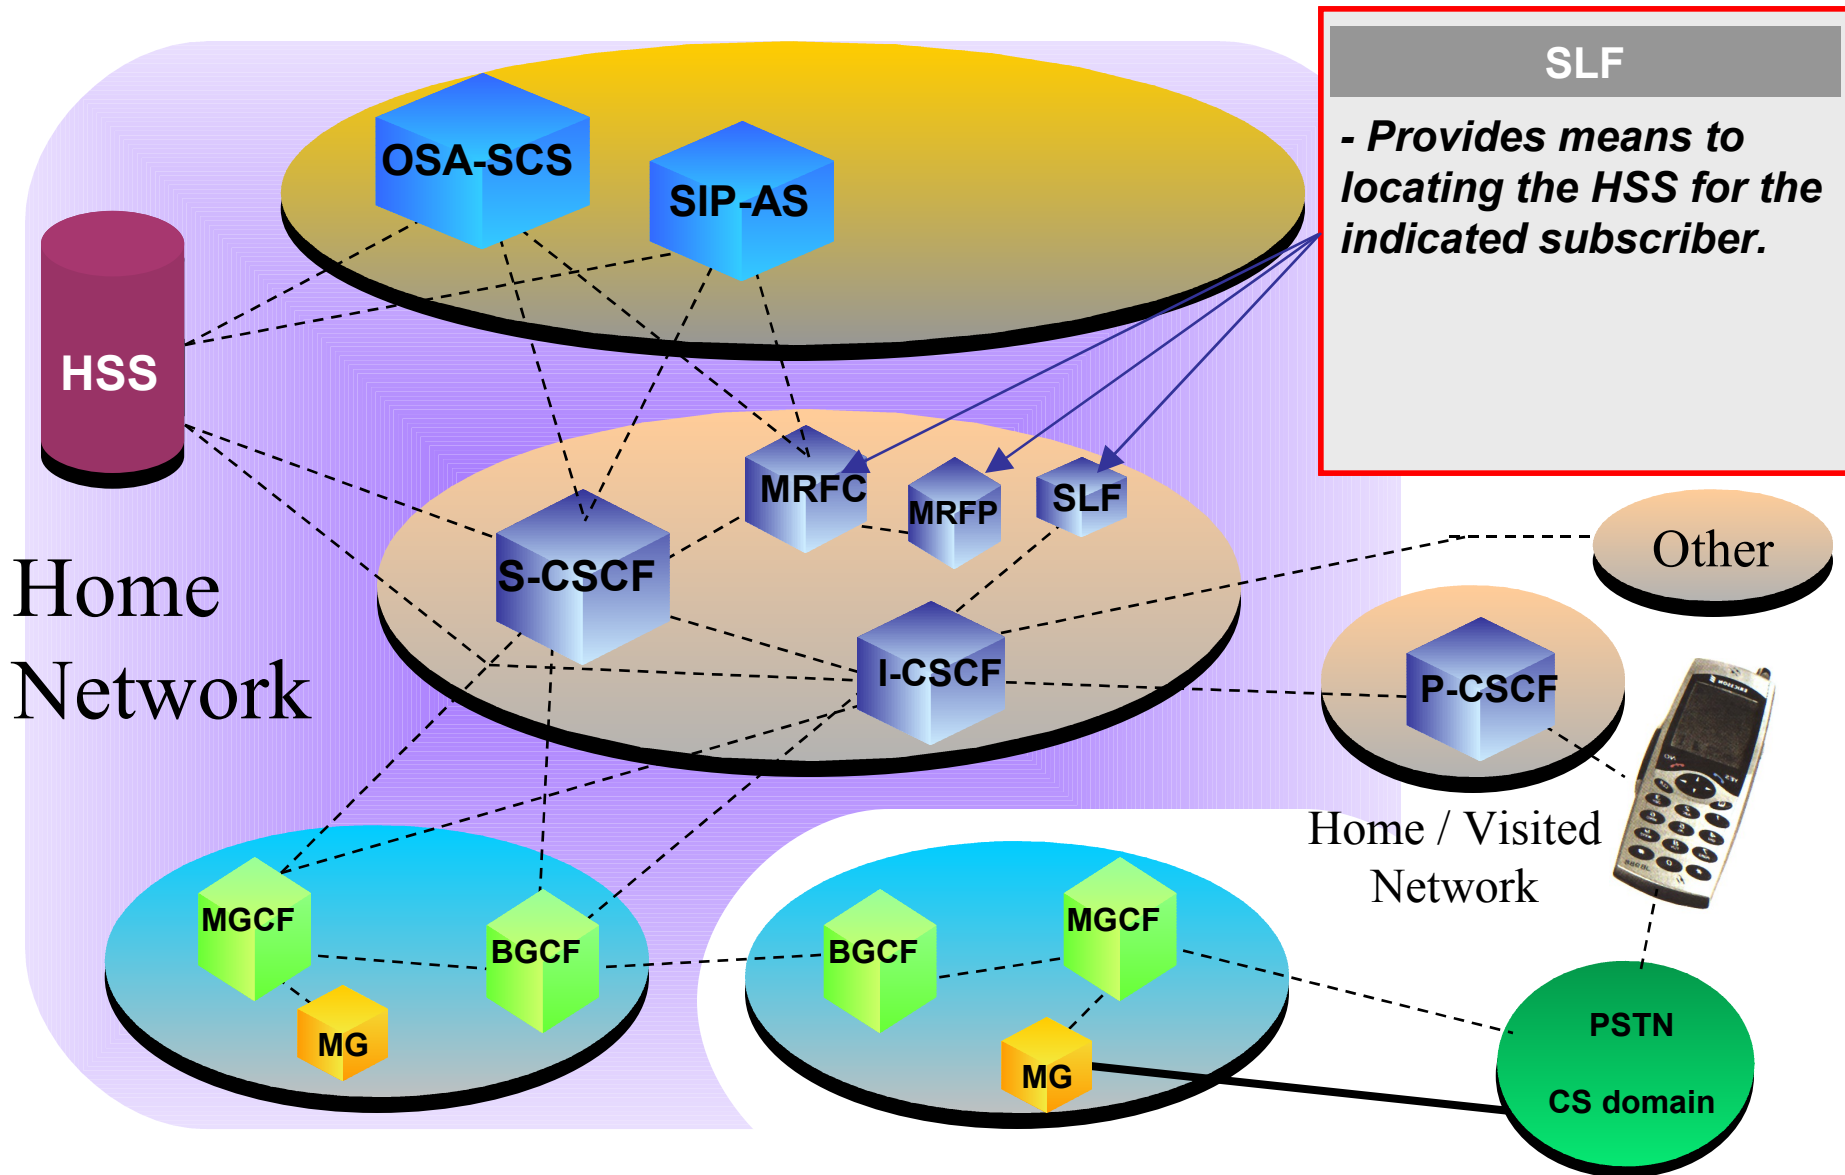 SLF
- Provides means to
locating the HSS for the
indicated subscriber.
OSA-SCS
SIP-AS
HSS
MRFC
MRFP
SLF
S-CSCF
I-CSCF
Other
P-CSCF
Home
Network
Home / Visited
Network
MGCF
BGCF
MG
BGCF
MGCF
MG
PSTN
CS domain
ERICSSON